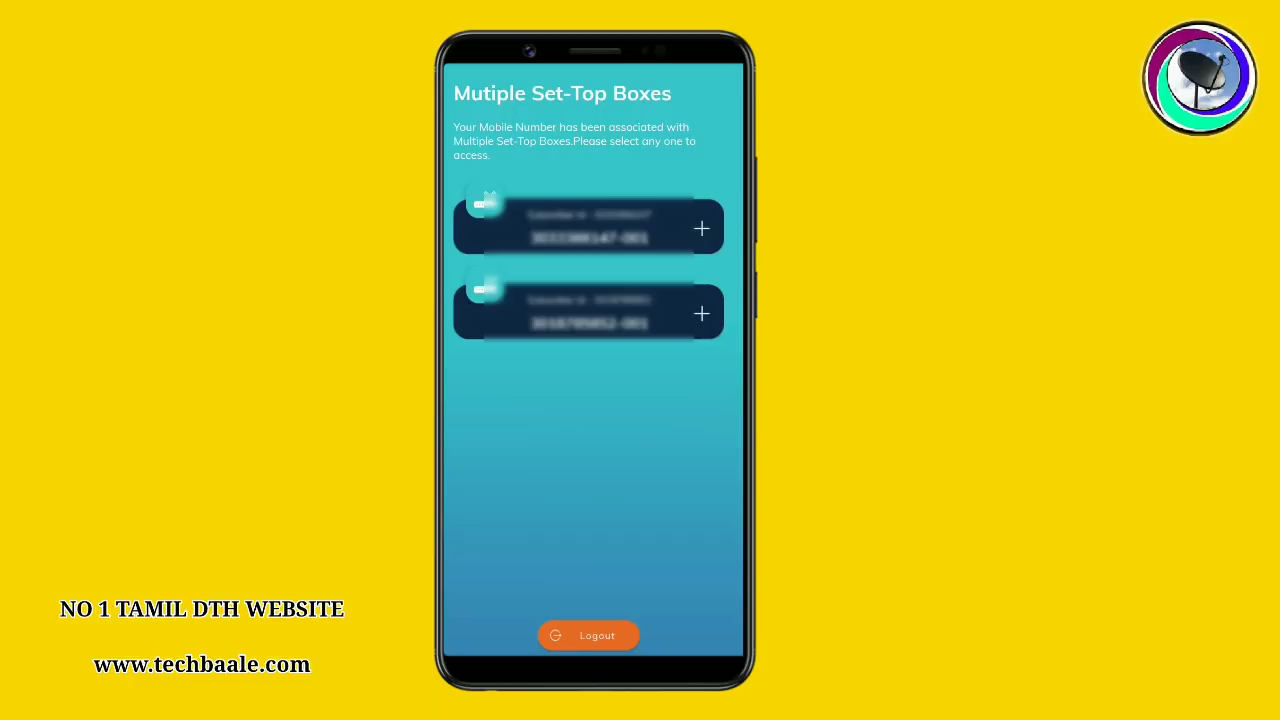 Mutiple Set-Top Boxes
Your Mobile Number has been associated with
Multiple Set-Top Boxes.Please select any one to
access.
Logout
NO 1 TAMIL DTH WEBSITE
www.techbaale.com